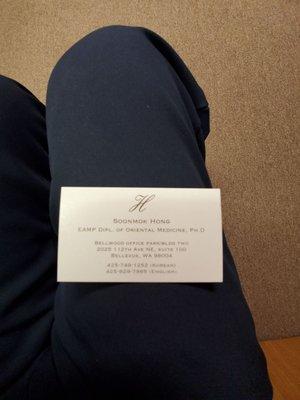 H
Soonmok Hong
EAMP Dipl. of Oriental Medicine, Ph.D
Bellwood Office Park/Bldg Two
2025 112th Ave NE, Suite 100
Bellevue, WA 98004
425-749-1252 (Korean)
425-829-7985 (English)